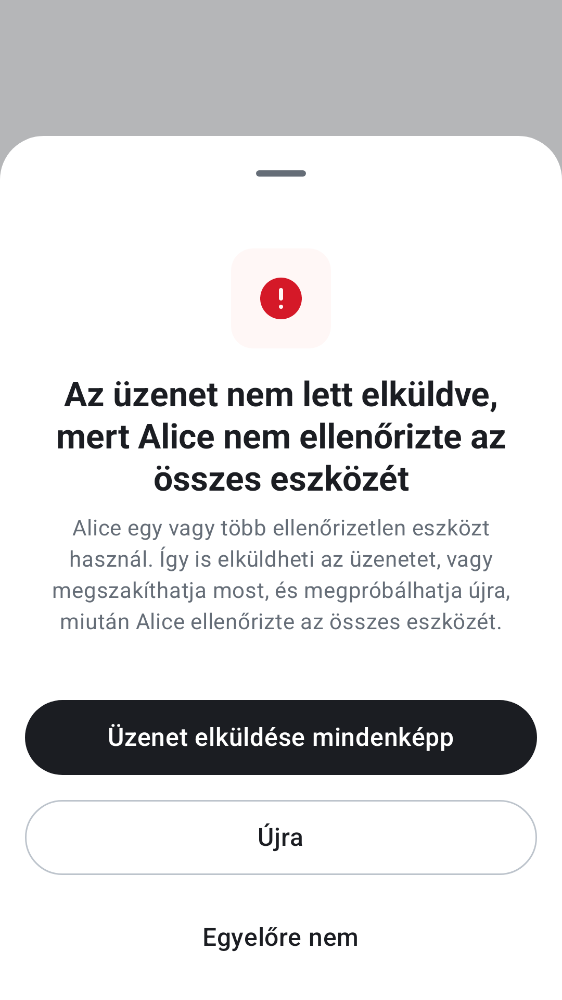 Az üzenet nem lett elküldve,
mert Alice nem ellenőrizte az
összes eszközét
Alice egy vagy több ellenőrizetlen eszközt
használ. Így is elküldheti az üzenetet, vagy
megszakíthatja most, és megpróbálhatja újra,
miután Alice ellenőrizte az összes eszközét.
Üzenet elküldése mindenképp
Újra
Egyelőre nem